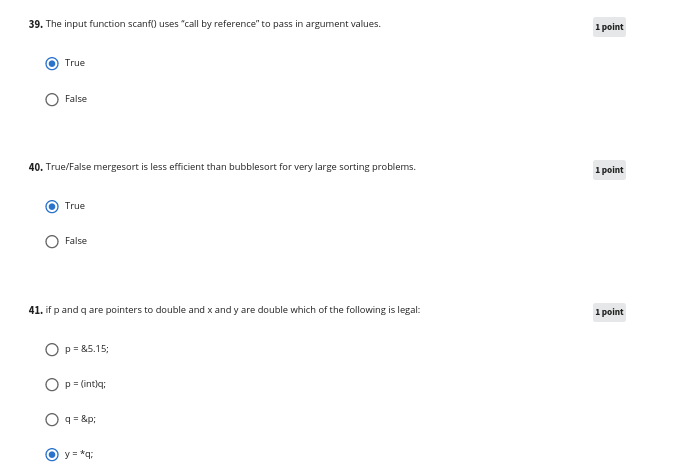 39. The input function scanf() uses “call by reference” to pass in argument values.
1 point
True
False
40. True/False mergesort is less efficient than bubblesort for very large sorting problems.
1 point
True
False
41. if p and q are pointers to double and x and y are double which of the following is legal:
1 point
p = &5.15;
p = (int)q;
q = &p;
y = *q;